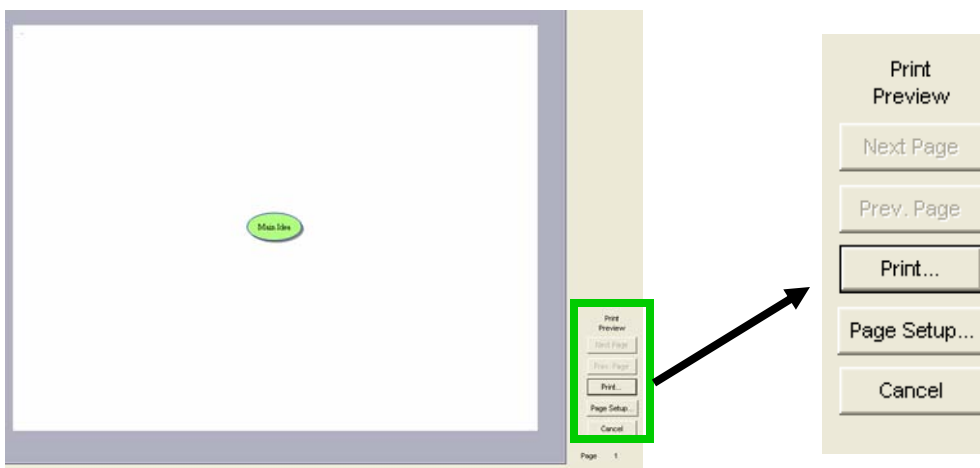 Main Idea
Print
Preview
Next Page
Prev. Page
Print...
Page Setup...
Cancel
Page 1
Print
Preview
Next Page
Prev. Page
Print...
Page Setup...
Cancel